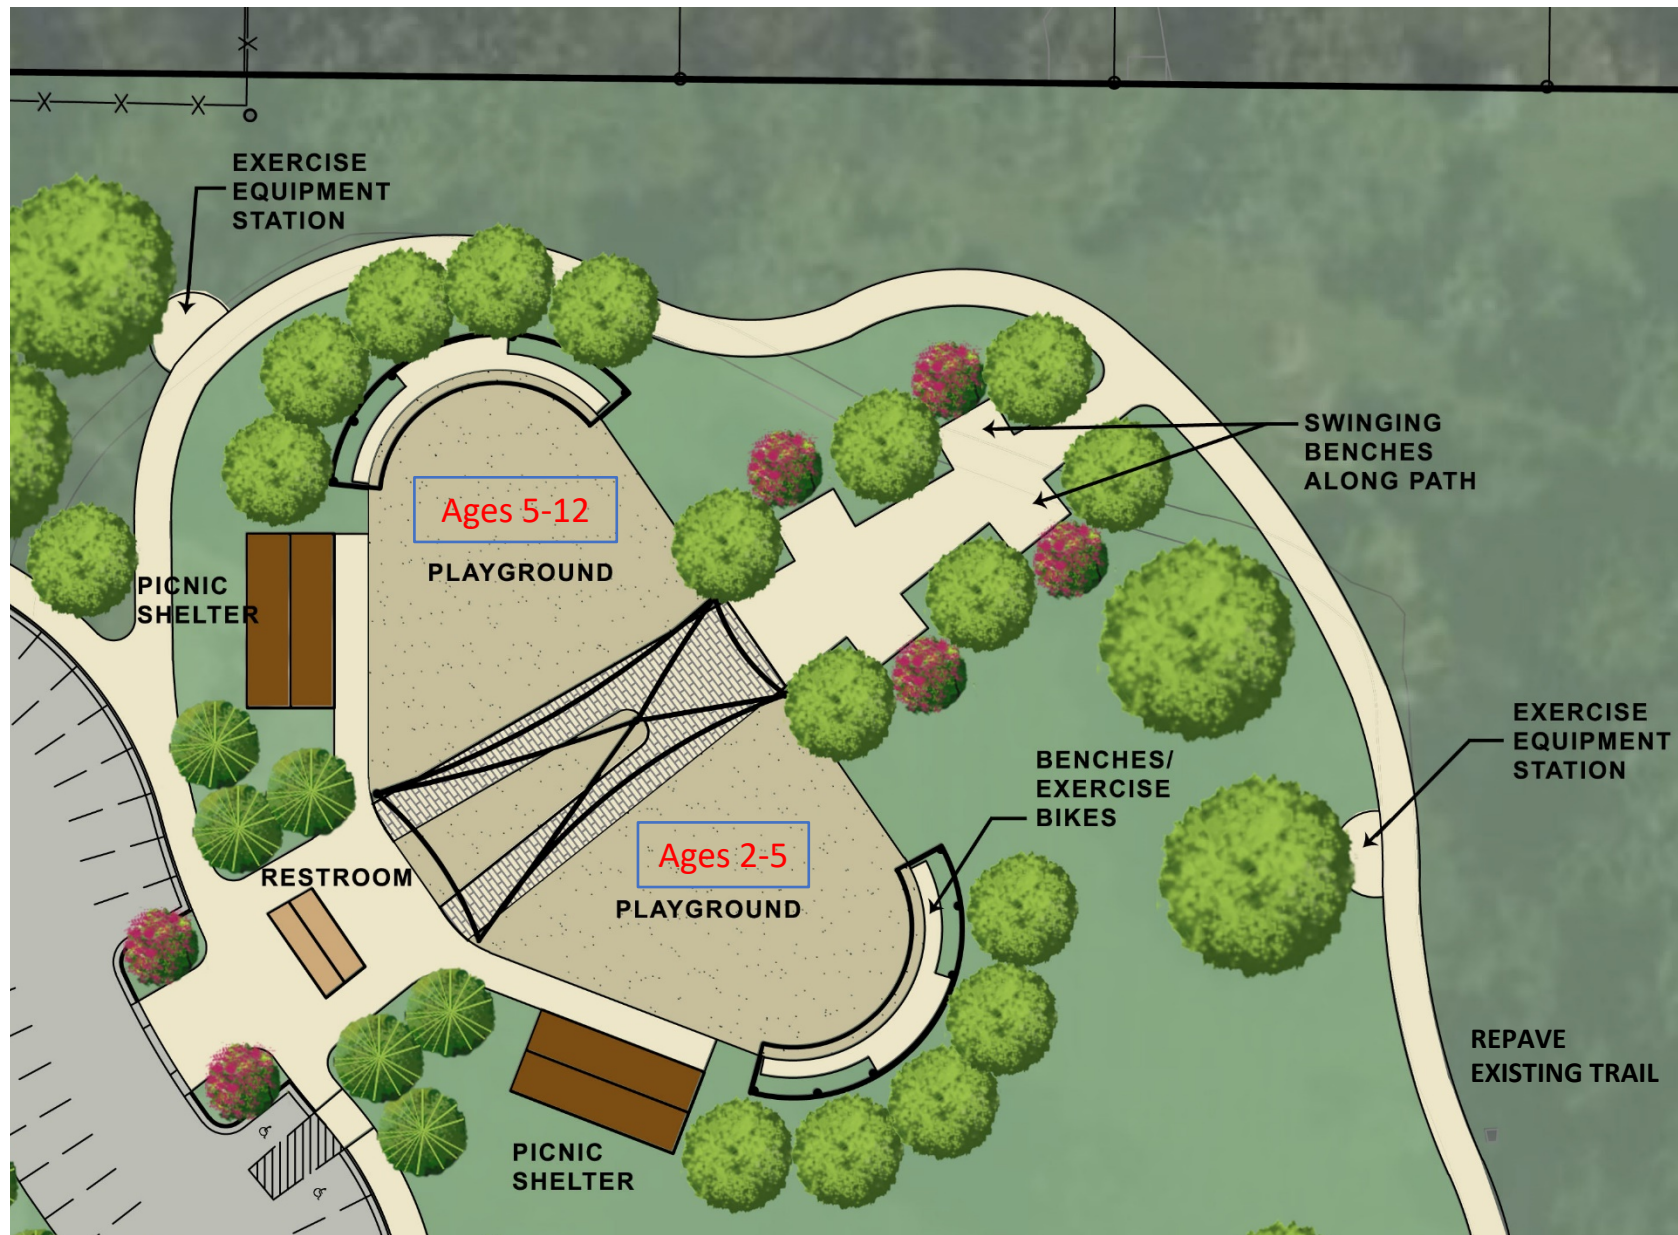 EXERCISE
EQUIPMENT
STATION
SWINGING
BENCHES
ALONG PATH
Ages 5-12
PLAYGROUND
PICNIC
SHELTER
EXERCISE
EQUIPMENT
STATION
BENCHES/
EXERCISE
BIKES
Ages 2-5
PLAYGROUND
RESTROOM
REPAVE
EXISTING TRAIL
PICNIC
SHELTER